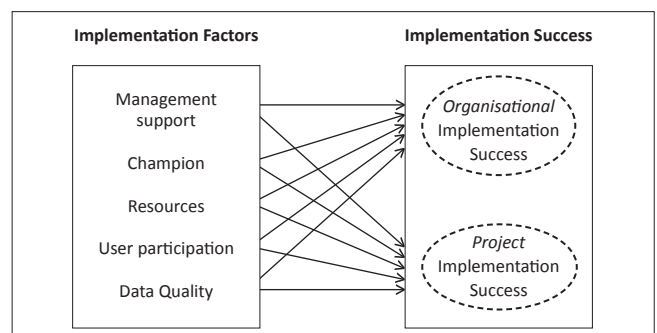 Implementation Factors
Management
support
Champion
Resources
User participation
Data Quality
Implementation Success
Organisational
Implementation
Success
Project
Implementation
Success